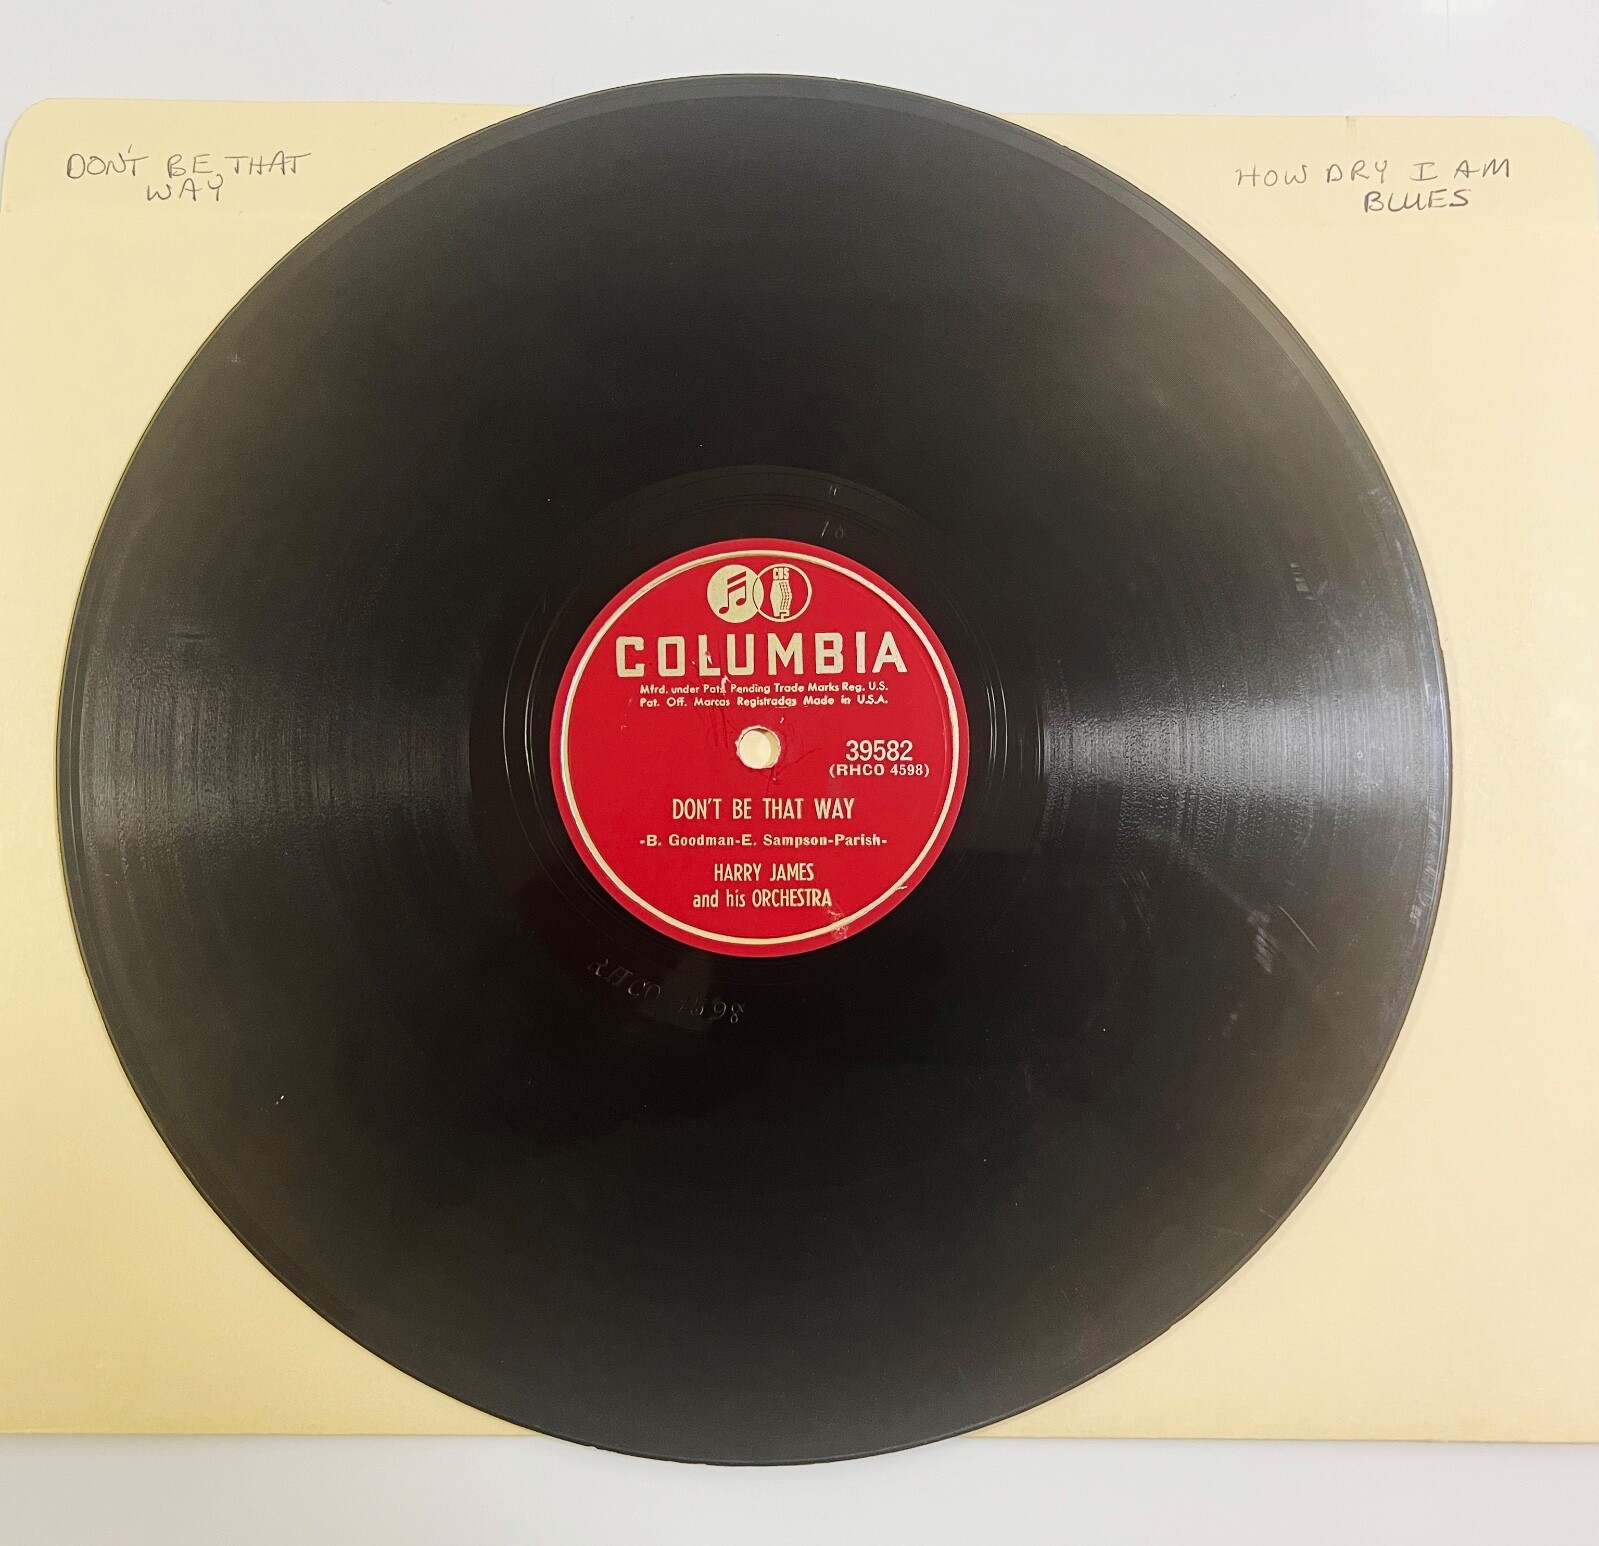 DON'T BE THAT
WAY
HOW DRY I AM
BLUES
CBS
COLUMBIA
Mfrd. under Pats. Pending Trade Marks Reg. U.S.
Pat. Off. Marcas Registradas Made in U.S.A.
39582
(RHCO 4598)
DON'T BE THAT WAY
-B. Goodman-E. Sampson-Parish-
HARRY JAMES
and his ORCHESTRA
RHCO 4598